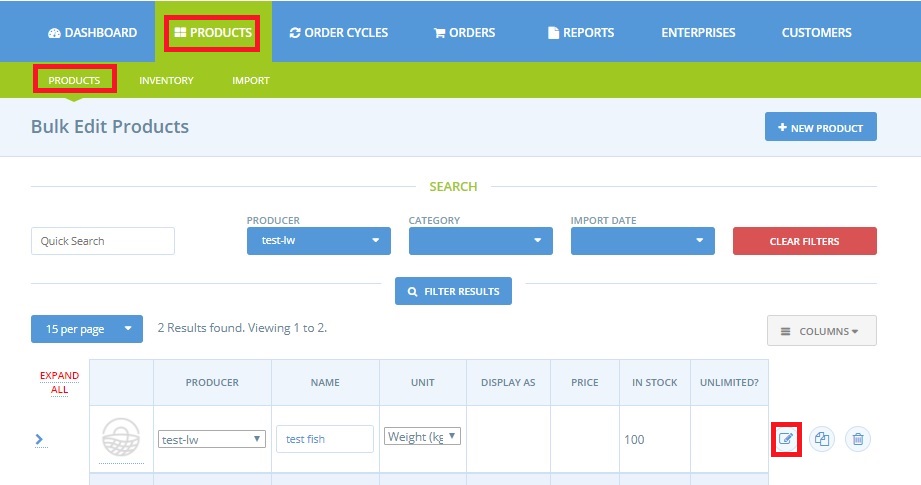 DASHBOARD PRODUCTS ORDER CYCLES ORDERS REPORTS ENTERPRISES CUSTOMERS
PRODUCTS INVENTORY IMPORT
Bulk Edit Products
+ NEW PRODUCT
SEARCH
PRODUCER CATEGORY IMPORT DATE
Quick Search test-lw CLEAR FILTERS
FILTER RESULTS
15 per page 2 Results found. Viewing 1 to 2. COLUMNS
EXPAND
ALL
PRODUCER NAME UNIT DISPLAY AS PRICE IN STOCK UNLIMITED?
test-lw test fish Weight (kg 100